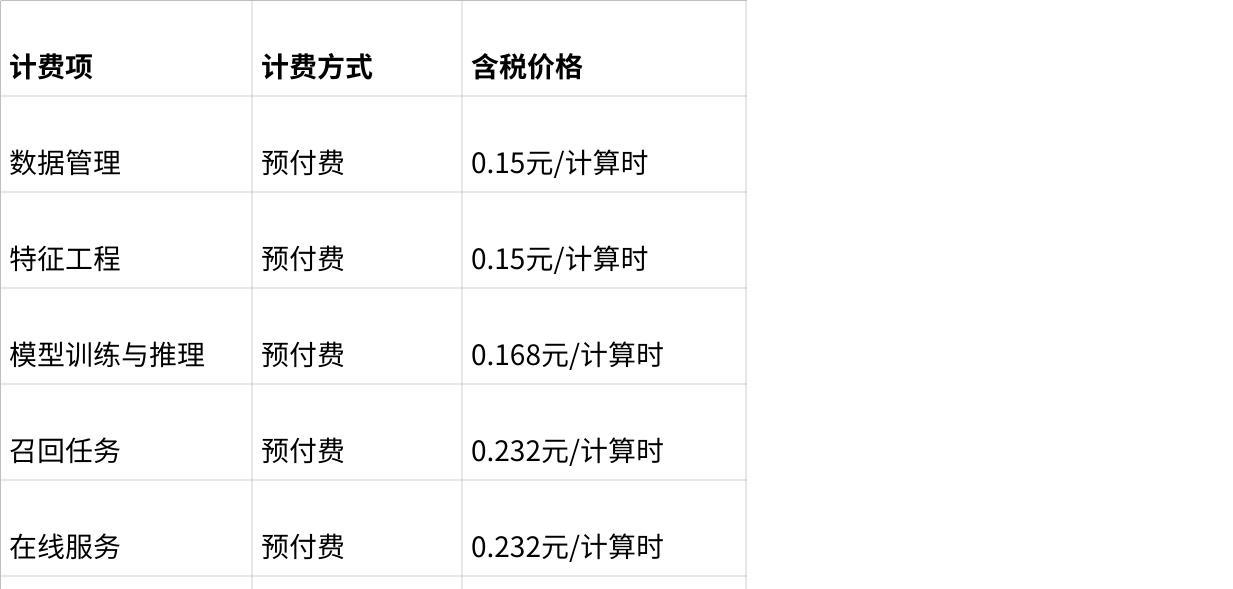 计费项 计费方式 含税价格
数据管理 预付费 0.15元/计算时
特征工程 预付费 0.15元/计算时
模型训练与推理 预付费 0.168元/计算时
召回任务 预付费 0.232元/计算时
在线服务 预付费 0.232元/计算时